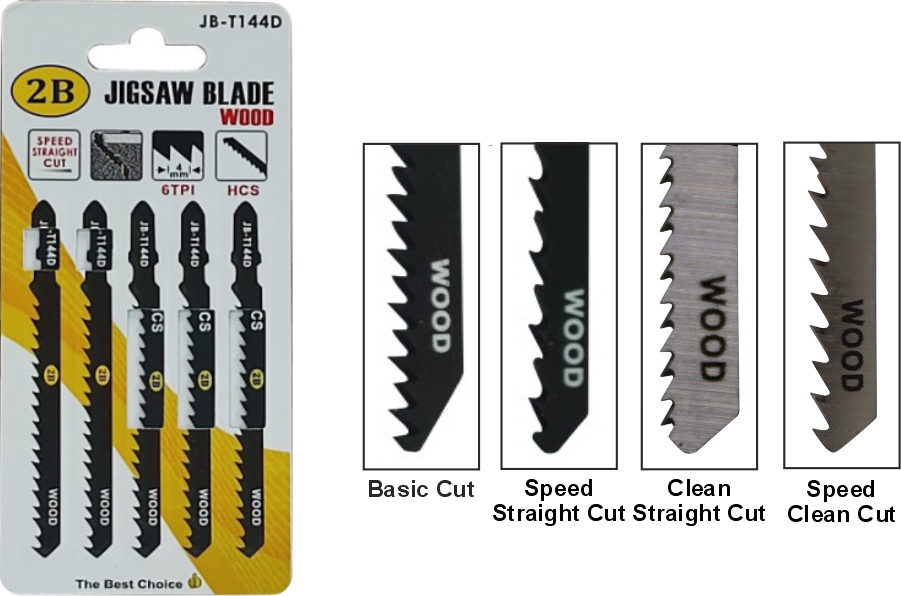 JB-T144D
2B JIGSAW BLADE
WOOD
SPEED
STRAIGHT
CUT
4
mm
6TPI
HCS
JB-T144D
JB-T144D
JB-T144D
JB-T144D
JB-T144D
CS
CS
CS
2B
2B
2B
2B
2B
WOOD
WOOD
WOOD
WOOD
WOOD
The Best Choice
WOOD
WOOD
WOOD
WOOD
Basic Cut
Speed
Straight Cut
Clean
Straight Cut
Speed
Clean Cut